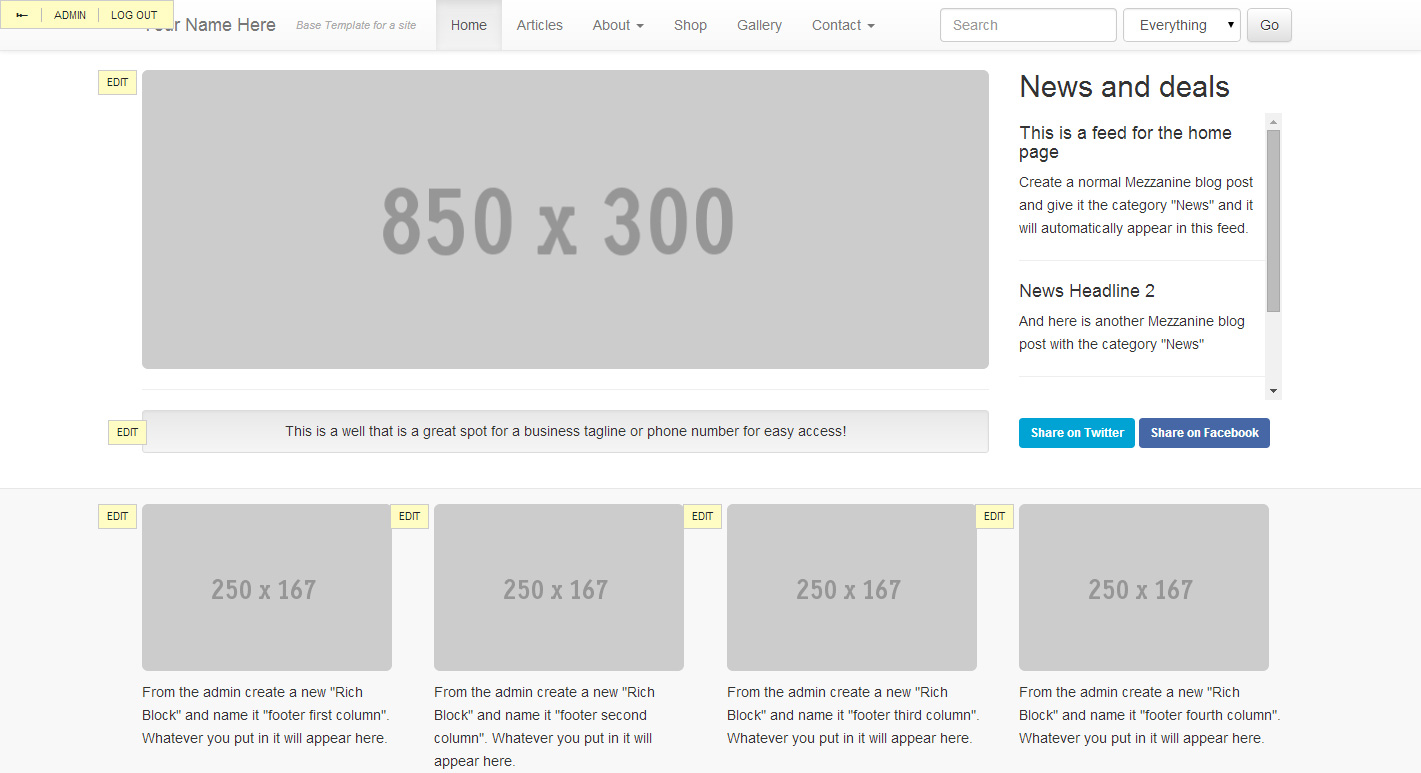 ADMIN LOG OUT
our Name Here Base Template for a site Home Articles About Shop Gallery Contact Search Everything Go
EDIT
850 x 300
News and deals
This is a feed for the home
page
Create a normal Mezzanine blog post
and give it the category "News" and it
will automatically appear in this feed.
News Headline 2
And here is another Mezzanine blog
post with the category "News"
EDIT
This is a well that is a great spot for a business tagline or phone number for easy access!
Share on Twitter Share on Facebook
EDIT
250 x 167
From the admin create a new "Rich
Block" and name it "footer first column".
Whatever you put in it will appear here.
EDIT
250 x 167
From the admin create a new "Rich
Block" and name it "footer second
column". Whatever you put in it will
appear here.
EDIT
250 x 167
From the admin create a new "Rich
Block" and name it "footer third column".
Whatever you put in it will appear here.
EDIT
250 x 167
From the admin create a new "Rich
Block" and name it "footer fourth column".
Whatever you put in it will appear here.